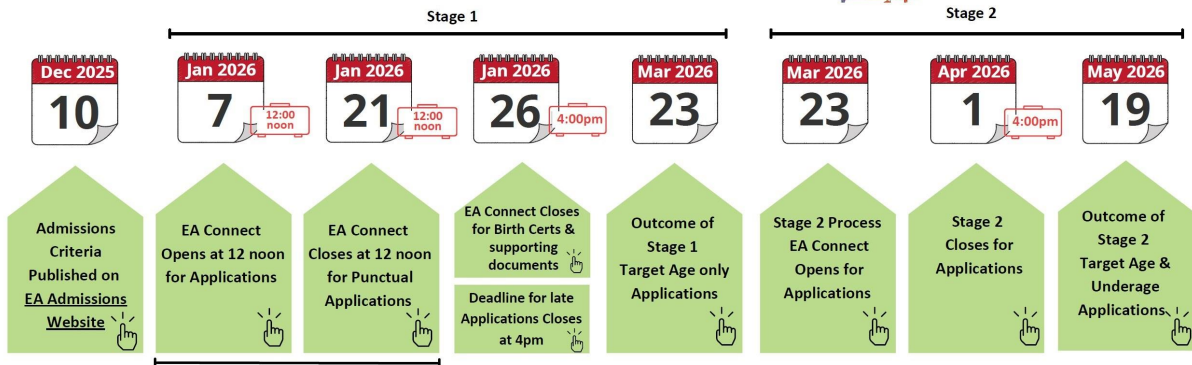 Stage 1
Stage 2
Dec 2025
10
Jan 2026
7
12:00
noon
Jan 2026
21
12:00
noon
Jan 2026
26
4:00pm
Mar 2026
23
Mar 2026
23
Apr 2026
1
4:00pm
May 2026
19
Admissions
Criteria
Published on
EA Admissions
Website
EA Connect
Opens at 12 noon
for Applications
EA Connect
Closes at 12 noon
for Punctual
Applications
EA Connect Closes
for Birth Certs &
supporting
documents
Deadline for late
Applications Closes
at 4pm
Outcome of
Stage 1
Target Age only
Applications
Stage 2 Process
EA Connect
Opens for
Applications
Stage 2
Closes for
Applications
Outcome of
Stage 2
Target Age &
Underage
Applications